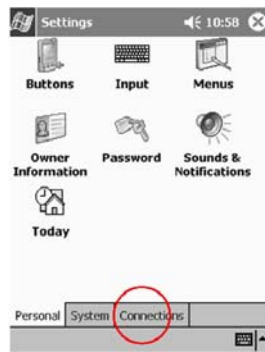 Settings 10:58
Buttons Input Menus
Owner Information Password Sounds & Notifications
Today
Personal System Connections